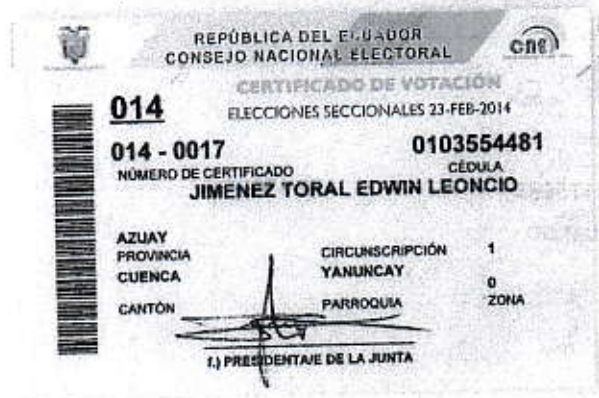 REPÚBLICA DEL ECUADOR
CONSEJO NACIONAL ELECTORAL
cne
CERTIFICADO DE VOTACIÓN
014
ELECCIONES SECCIONALES 23-FEB-2014
014 - 0017
0103554481
NÚMERO DE CERTIFICADO
CÉDULA
JIMENEZ TORAL EDWIN LEONCIO
AZUAY
PROVINCIA
CIRCUNSCRIPCIÓN
1
CUENCA
YANUNCAY
0
CANTÓN
PARROQUIA
ZONA
f.) PRESIDENTA/E DE LA JUNTA